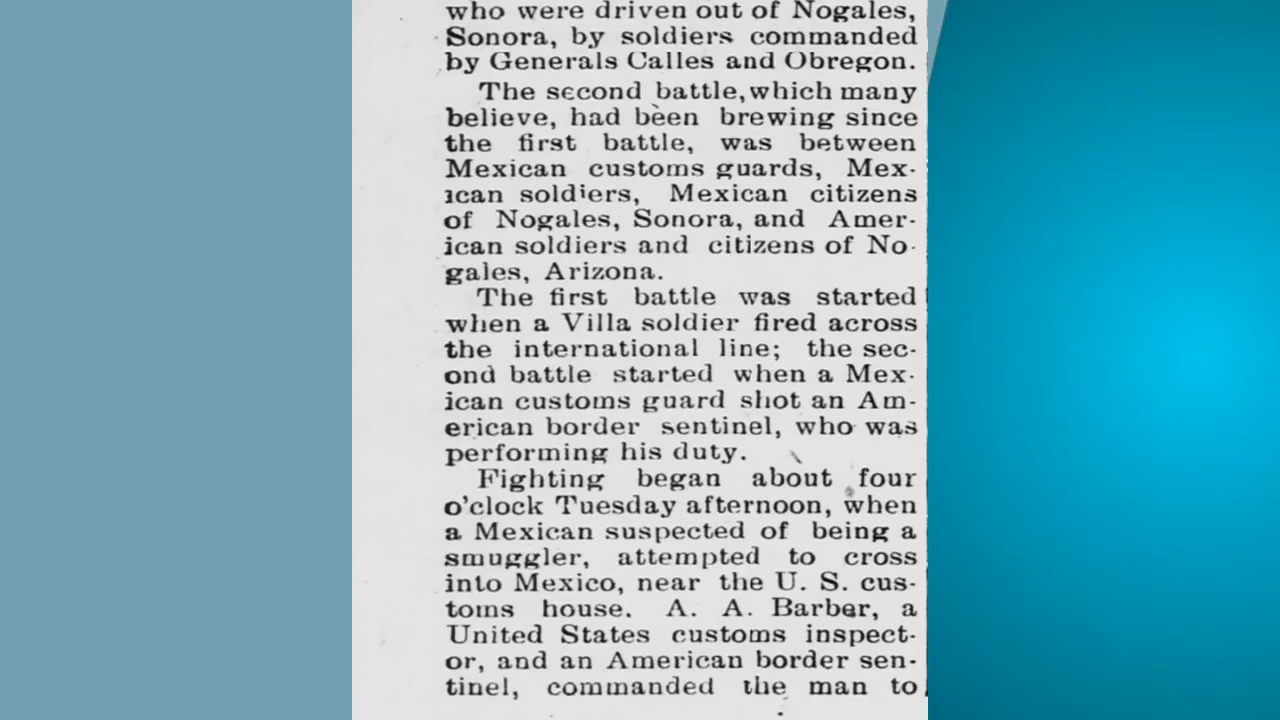 who were driven out of Nogales,
Sonora, by soldiers commanded
by Generals Calles and Obregon.
The second battle, which many
believe, had been brewing since
the first battle, was between
Mexican customs guards, Mex-
ican soldiers, Mexican citizens
of Nogales, Sonora, and Amer-
ican soldiers and citizens of No-
gales, Arizona.
The first battle was started
when a Villa soldier fired across
the international line; the sec-
ond battle started when a Mex-
ican customs guard shot an Am-
erican border sentinel, who was
performing his duty.
Fighting began about four
o'clock Tuesday afternoon, when
a Mexican suspected of being a
smuggler, attempted to cross
into Mexico, near the U. S. cus-
toms house. A. A. Barber, a
United States customs inspect-
or, and an American border sen-
tinel, commanded the man to